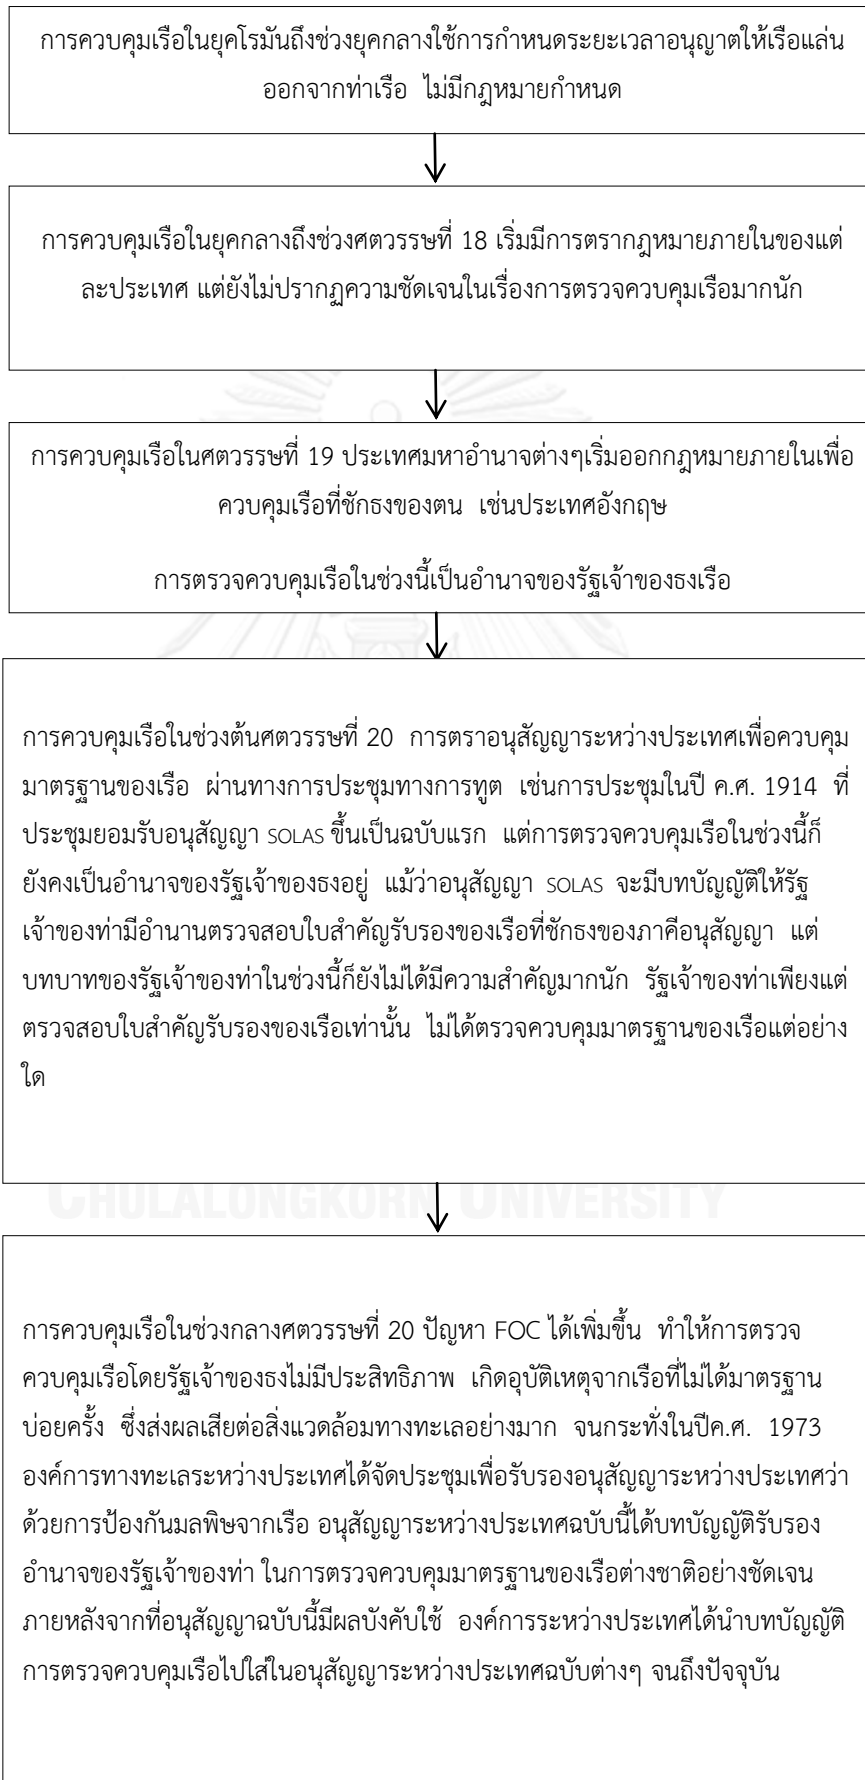 การควบคุมเรือในยุคโรมันถึงช่วงยุคกลางใช้การกำหนดระยะเวลาอนุญาตให้เรือแล่น
ออกจากท่าเรือ ไม่มีกฎหมายกำหนด
การควบคุมเรือในยุคกลางถึงช่วงศตวรรษที่ 18 เริ่มมีการตรากฎหมายภายในของแต่
ละประเทศ แต่ยังไม่ปรากฏความชัดเจนในเรื่องการตรวจควบคุมเรือมากนัก
การควบคุมเรือในศตวรรษที่ 19 ประเทศมหาอำนาจต่างๆเริ่มออกกฎหมายภายในเพื่อ
ควบคุมเรือที่ชักธงของตน เช่นประเทศอังกฤษ
การตรวจควบคุมเรือในช่วงนี้เป็นอำนาจของรัฐเจ้าของธงเรือ
การควบคุมเรือในช่วงต้นศตวรรษที่ 20 การตราอนุสัญญาระหว่างประเทศเพื่อควบคุม
มาตรฐานของเรือ ผ่านทางการประชุมทางการทูต เช่นการประชุมในปี ค.ศ. 1914 ที่
ประชุมยอมรับอนุสัญญา SOLAS ขึ้นเป็นฉบับแรก แต่การตรวจควบคุมเรือในช่วงนี้ก็
ยังคงเป็นอำนาจของรัฐเจ้าของธงอยู่ แม้ว่าอนุสัญญา SOLAS จะมีบทบัญญัติให้รัฐ
เจ้าของท่ามีอำนานตรวจสอบใบสำคัญรับรองของเรือที่ชักธงของภาคีอนุสัญญา แต่
บทบาทของรัฐเจ้าของท่าในช่วงนี้ก็ยังไม่ได้มีความสำคัญมากนัก รัฐเจ้าของท่าเพียงแต่
ตรวจสอบใบสำคัญรับรองของเรือเท่านั้น ไม่ได้ตรวจควบคุมมาตรฐานของเรือแต่อย่าง
ใด
CHULALONGKORN UNIVERSITY
การควบคุมเรือในช่วงกลางศตวรรษที่ 20 ปัญหา FOC ได้เพิ่มขึ้น ทำให้การตรวจ
ควบคุมเรือโดยรัฐเจ้าของธงไม่มีประสิทธิภาพ เกิดอุบัติเหตุจากเรือที่ไม่ได้มาตรฐาน
บ่อยครั้ง ซึ่งส่งผลเสียต่อสิ่งแวดล้อมทางทะเลอย่างมาก จนกระทั่งในปีค.ศ. 1973
องค์การทางทะเลระหว่างประเทศได้จัดประชุมเพื่อรับรองอนุสัญญาระหว่างประเทศว่า
ด้วยการป้องกันมลพิษจากเรือ อนุสัญญาระหว่างประเทศฉบับนี้ได้บทบัญญัติรับรอง
อำนาจของรัฐเจ้าของท่า ในการตรวจควบคุมมาตรฐานของเรือต่างชาติอย่างชัดเจน
ภายหลังจากที่อนุสัญญาฉบับนี้มีผลบังคับใช้ องค์การระหว่างประเทศได้นำบทบัญญัติ
การตรวจควบคุมเรือไปใส่ในอนุสัญญาระหว่างประเทศฉบับต่างๆ จนถึงปัจจุบัน